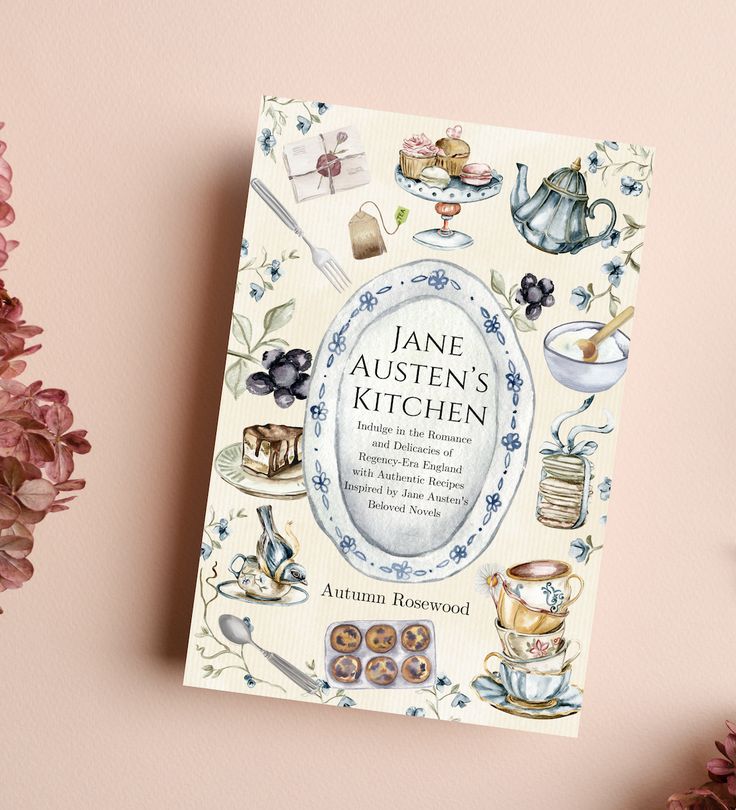 TEA
JANE
AUSTEN'S
KITCHEN
Indulge in the Romance
and Delicacies of
Regency-Era England
with Authentic Recipes
Inspired by Jane Austen's
Beloved Novels
Autumn Rosewood